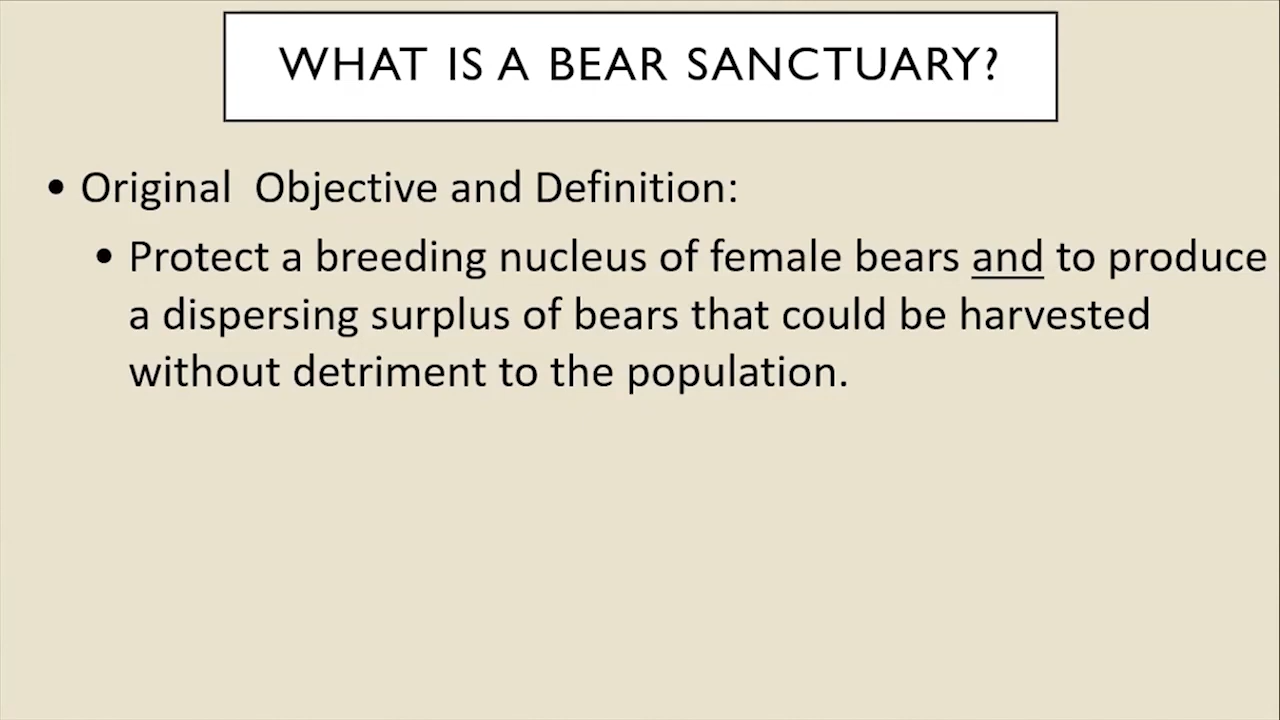 WHAT IS A BEAR SANCTUARY?
• Original  Objective and Definition:
• Protect a breeding nucleus of female bears and to produce
a dispersing surplus of bears that could be harvested
without detriment to the population.